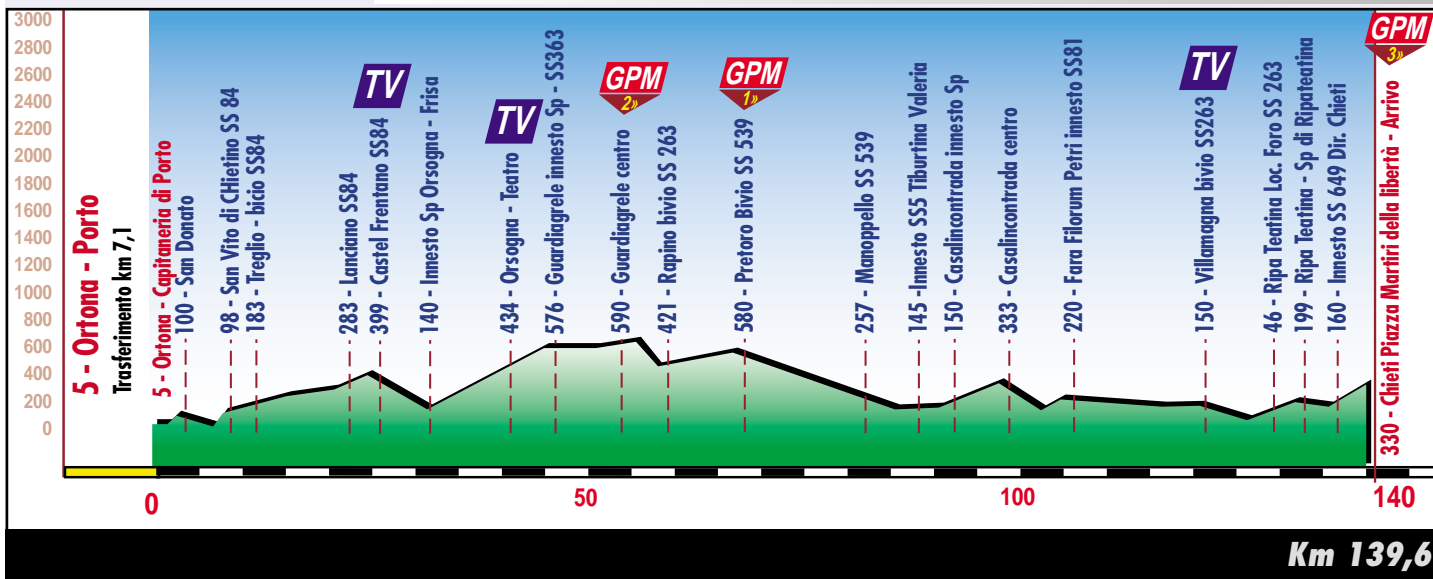 3000
2800
2600
2400
2200
2000
1800
1600
1400
1200
1000
800
600
400
200
0
5 - Ortona - Porto
Trasferimento km 7,1
5 - Ortona - Capitaneria di Porto
100 - San Donato
98 - San Vito di CHietino SS 84
183 - Treglio - bicio SS84
283 - Lanciano SS84
TV
399 - Castel Frentano SS84
140 - Innesto Sp Orsogna - Frisa
TV
434 - Orsogna - Teatro
576 - Guardiagrele innesto Sp - SS363
GPM
2»
590 - Guardiagrele centro
421 - Rapino bivio SS 263
GPM
1»
580 - Pretoro Bivio SS 539
257 - Manoppello SS 539
145 -Innesto SS5 Tiburtina Valeria
150 - Casalincontrada innesto Sp
333 - Casalincontrada centro
220 - Fara Filorum Petri innesto SS81
TV
150 - Villamagna bivio SS263
46 - Ripa Teatina Loc. Foro SS 263
199 - Ripa Teatina - Sp di Ripateatina
160 - Innesto SS 649 Dir. Chieti
GPM
3»
330 - Chieti Piazza Martiri della libertà - Arrivo
0
50
100
140
Km 139,6